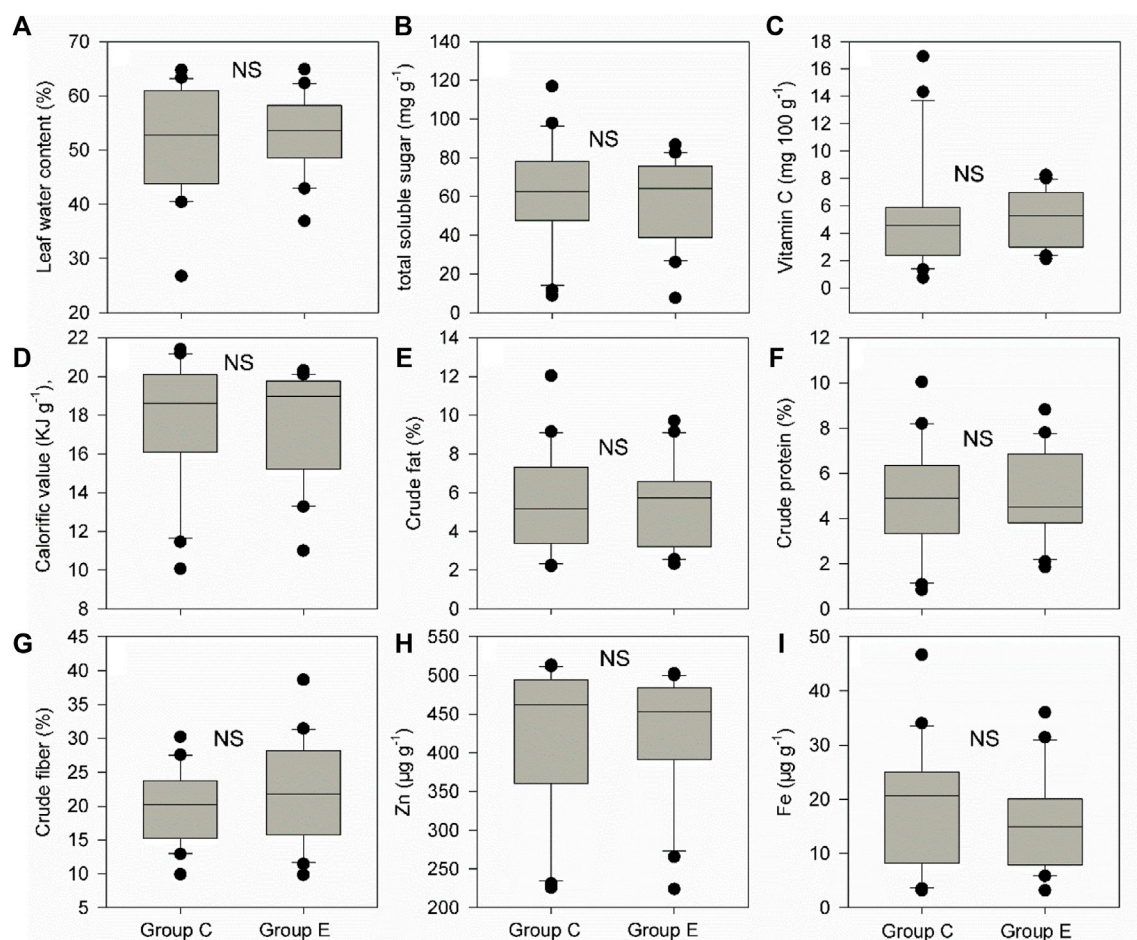 A
Leaf water content (%)
70
60
50
40
30
20
NS
B
total soluble sugar (mg g⁻¹)
140
120
100
80
60
40
20
0
NS
C
Vitamin C (mg 100 g⁻¹)
18
16
14
12
10
8
6
4
2
0
NS
D
Calorific value (KJ g⁻¹),
22
20
18
16
14
12
10
8
NS
E
Crude fat (%)
14
12
10
8
6
4
2
0
NS
F
Crude protein (%)
12
10
8
6
4
2
0
NS
G
Crude fiber (%)
45
40
35
30
25
20
15
10
5
NS
Group C Group E
H
Zn (µg g⁻¹)
550
500
450
400
350
300
250
200
NS
Group C Group E
I
Fe (µg g⁻¹)
50
40
30
20
10
0
NS
Group C Group E